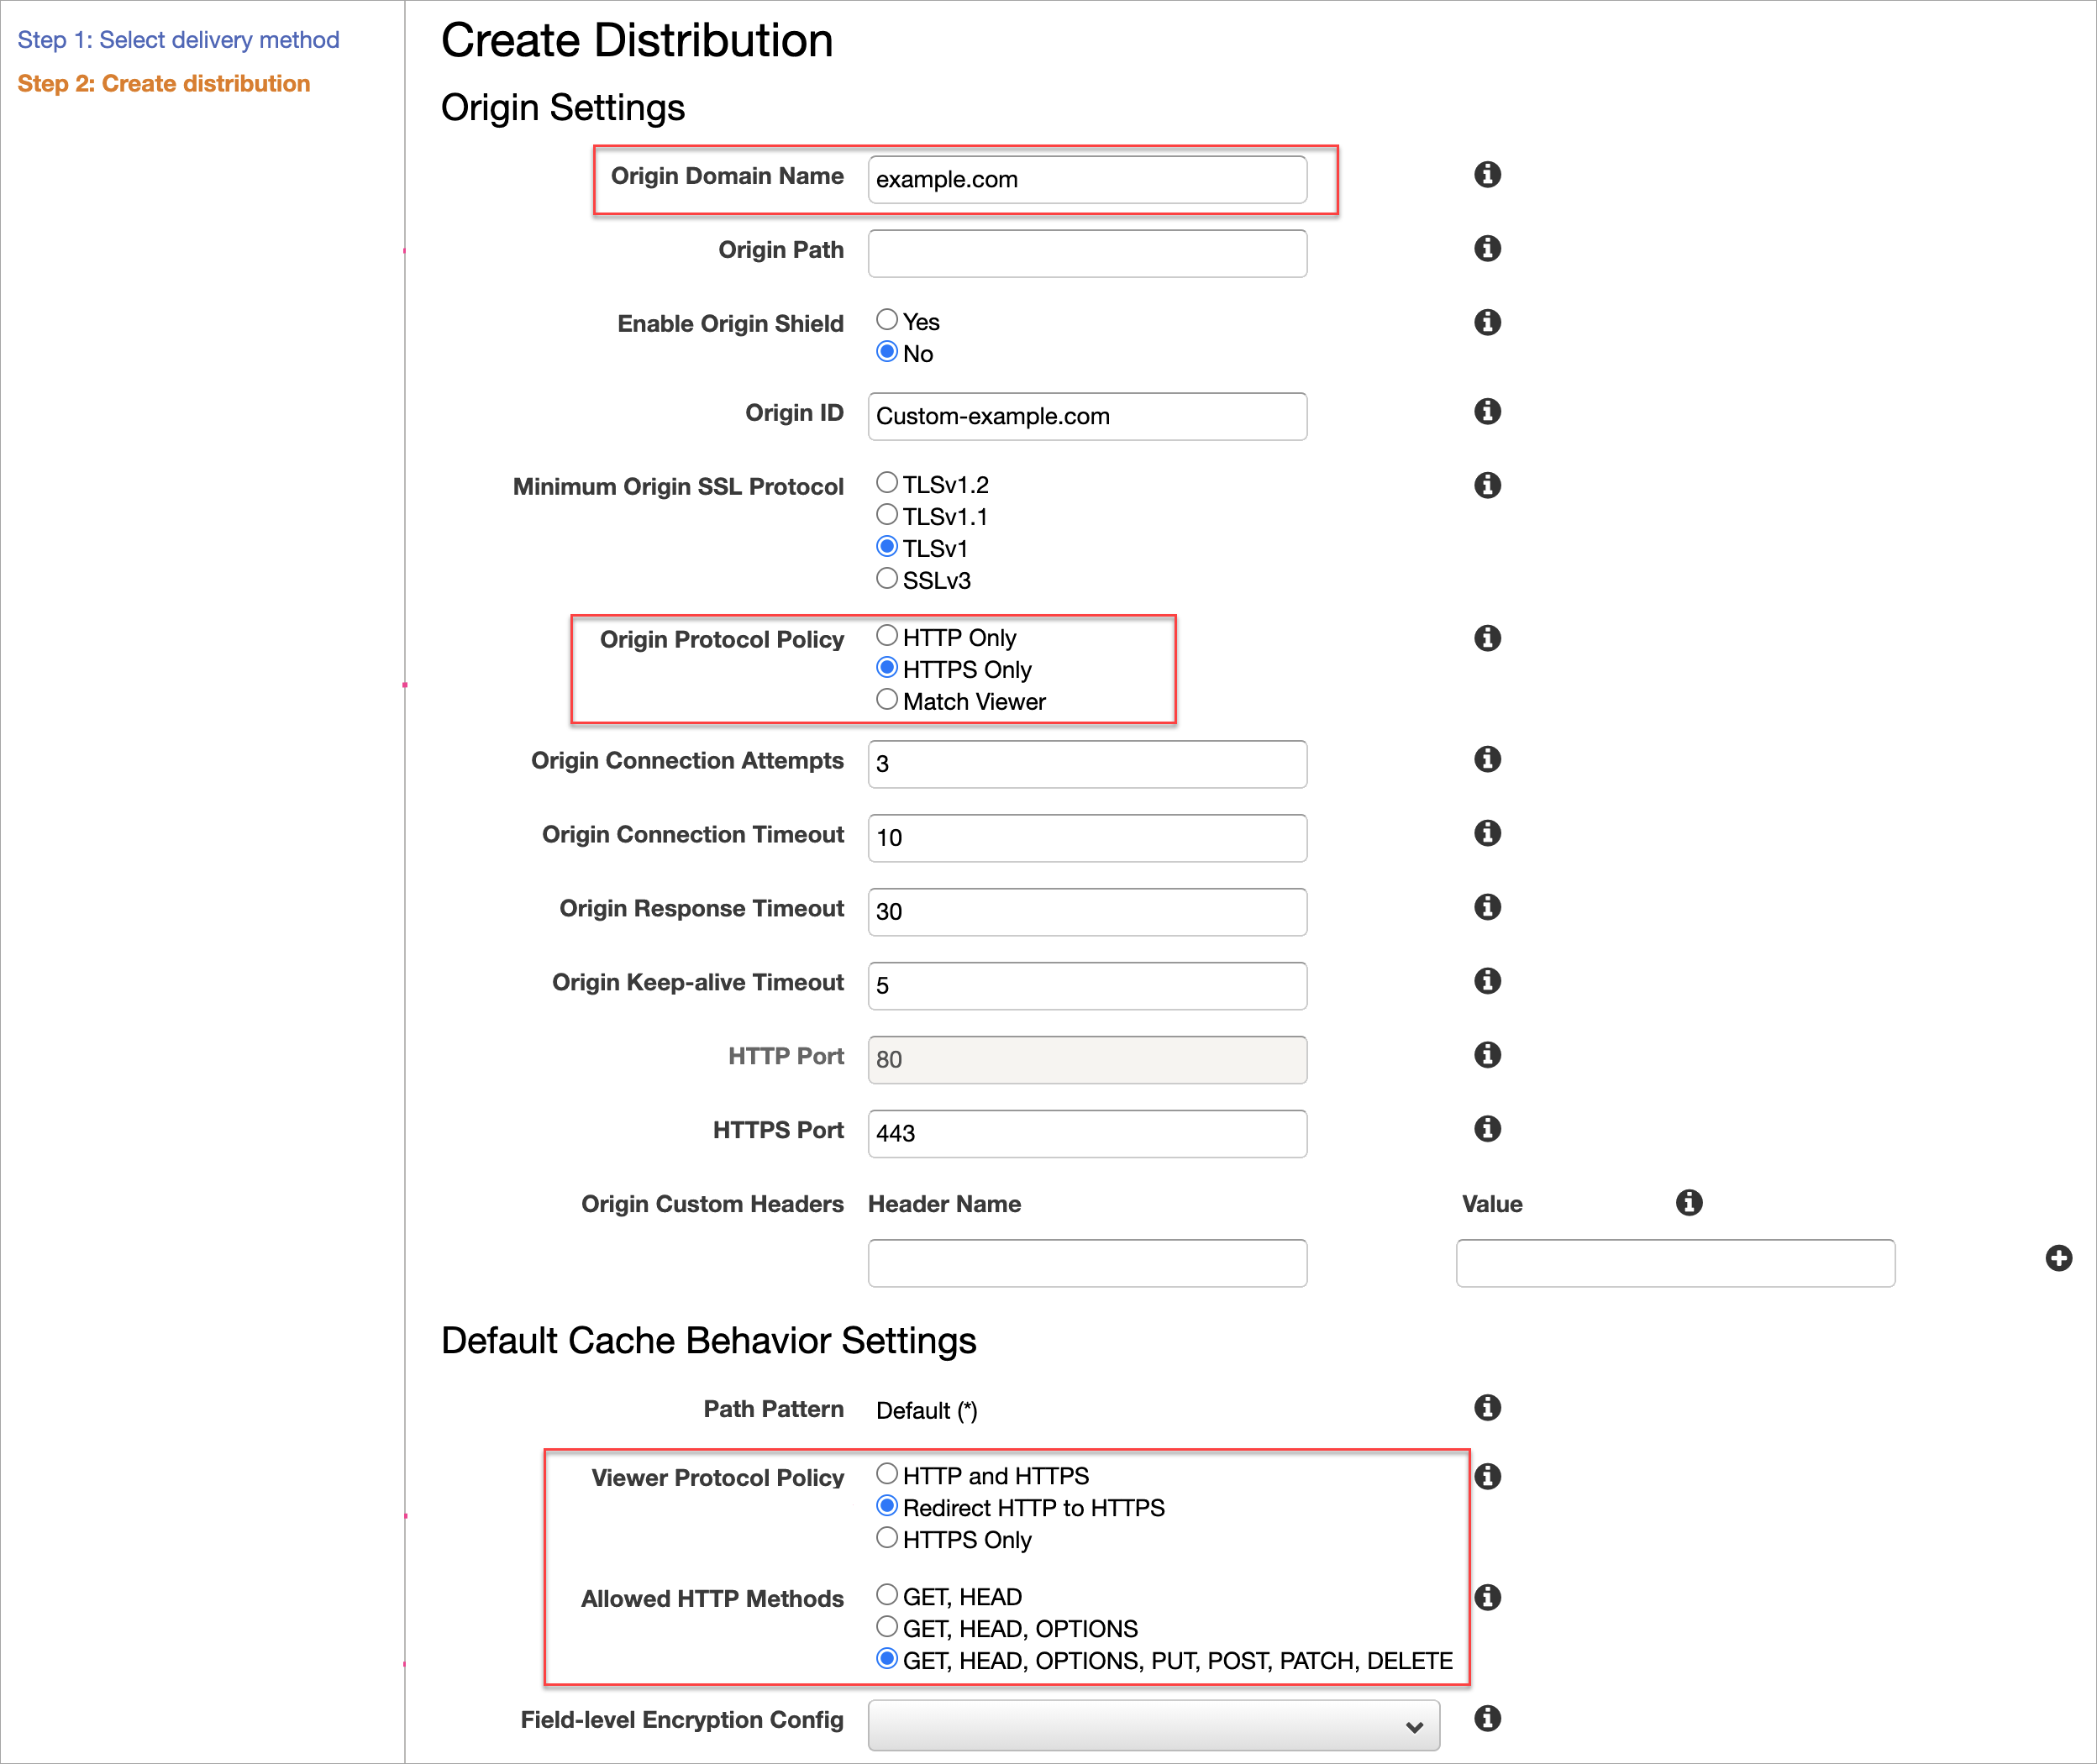 Step 1: Select delivery method
Step 2: Create distribution
Create Distribution
Origin Settings
Origin Domain Name example.com
Origin Path
Enable Origin Shield Yes
No
Origin ID Custom-example.com
Minimum Origin SSL Protocol TLSv1.2
TLSv1.1
TLSv1
SSLv3
Origin Protocol Policy HTTP Only
HTTPS Only
Match Viewer
Origin Connection Attempts 3
Origin Connection Timeout 10
Origin Response Timeout 30
Origin Keep-alive Timeout 5
HTTP Port 80
HTTPS Port 443
Origin Custom Headers Header Name Value
Default Cache Behavior Settings
Path Pattern Default (*)
Viewer Protocol Policy HTTP and HTTPS
Redirect HTTP to HTTPS
HTTPS Only
Allowed HTTP Methods GET, HEAD
GET, HEAD, OPTIONS
GET, HEAD, OPTIONS, PUT, POST, PATCH, DELETE
Field-level Encryption Config